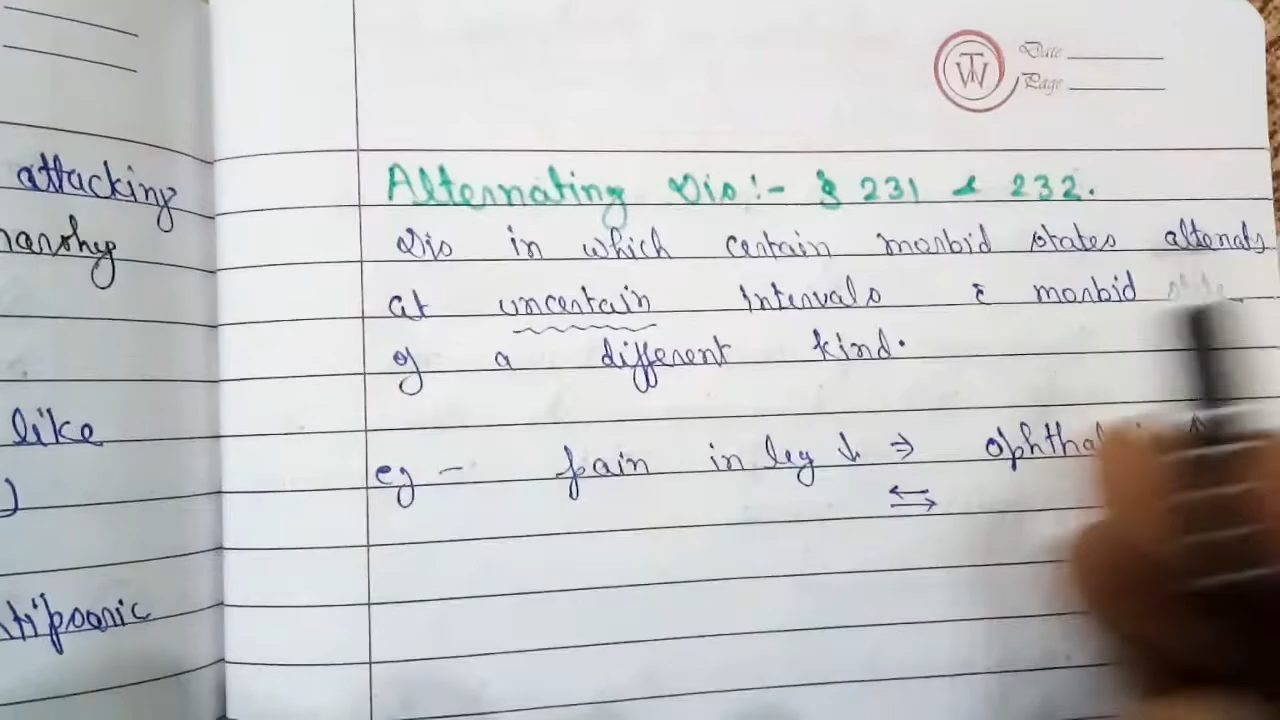 attacking
like
tipsoric
Date
Page
Alternating Dis:- § 231 & 232.
Dis in which certain morbid states alternate
at uncertain intervals c̄ morbid
of a different kind.
eg - pain in leg ↓ ⇒
⇆